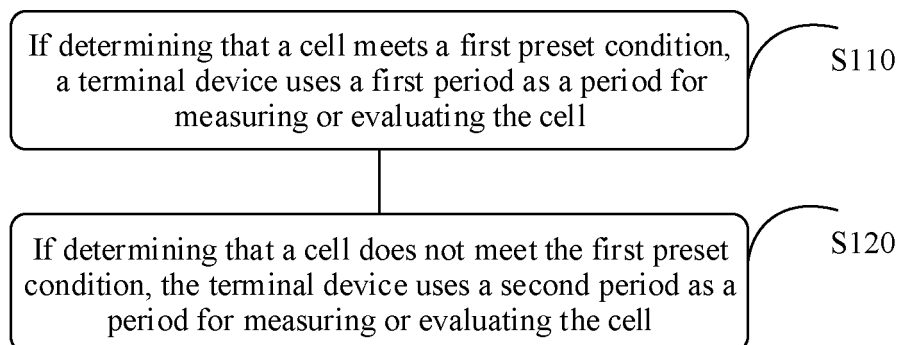 If determining that a cell meets a first preset condition,
a terminal device uses a first period as a period for
measuring or evaluating the cell
S110
If determining that a cell does not meet the first preset
condition, the terminal device uses a second period as a
period for measuring or evaluating the cell
S120